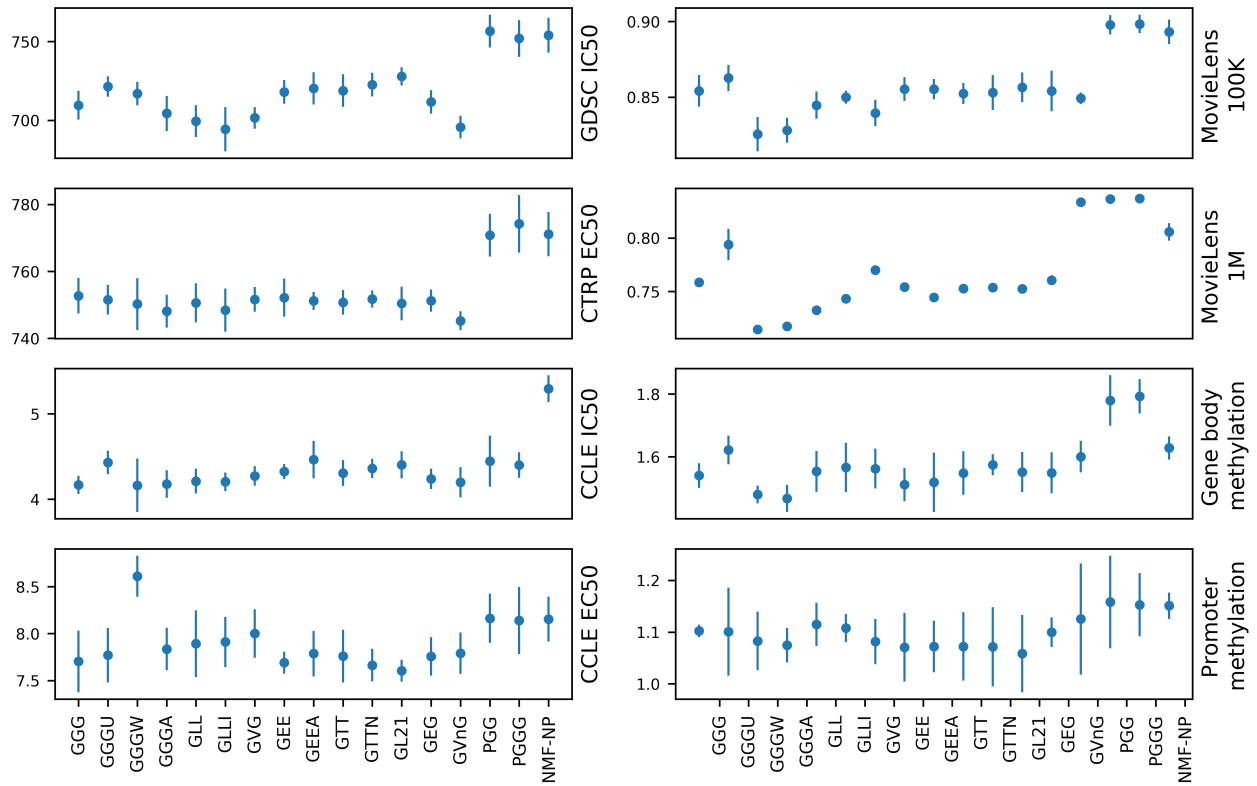 750
700
GDSC IC50
0.90
0.85
MovieLens
100K
780
760
740
CTRP EC50
0.80
0.75
MovieLens
1M
5
4
CCLE IC50
1.8
1.6
Gene body
methylation
8.5
8.0
7.5
CCLE EC50
1.2
1.1
1.0
Promoter
methylation
GGG
GGGU
GGGW
GGGA
GLL
GLLI
GVG
GEE
GEEA
GTT
GTTN
GL21
GEG
GVnG
PGG
PGGG
NMF-NP
GGG
GGGU
GGGW
GGGA
GLL
GLLI
GVG
GEE
GEEA
GTT
GTTN
GL21
GEG
GVnG
PGG
PGGG
NMF-NP